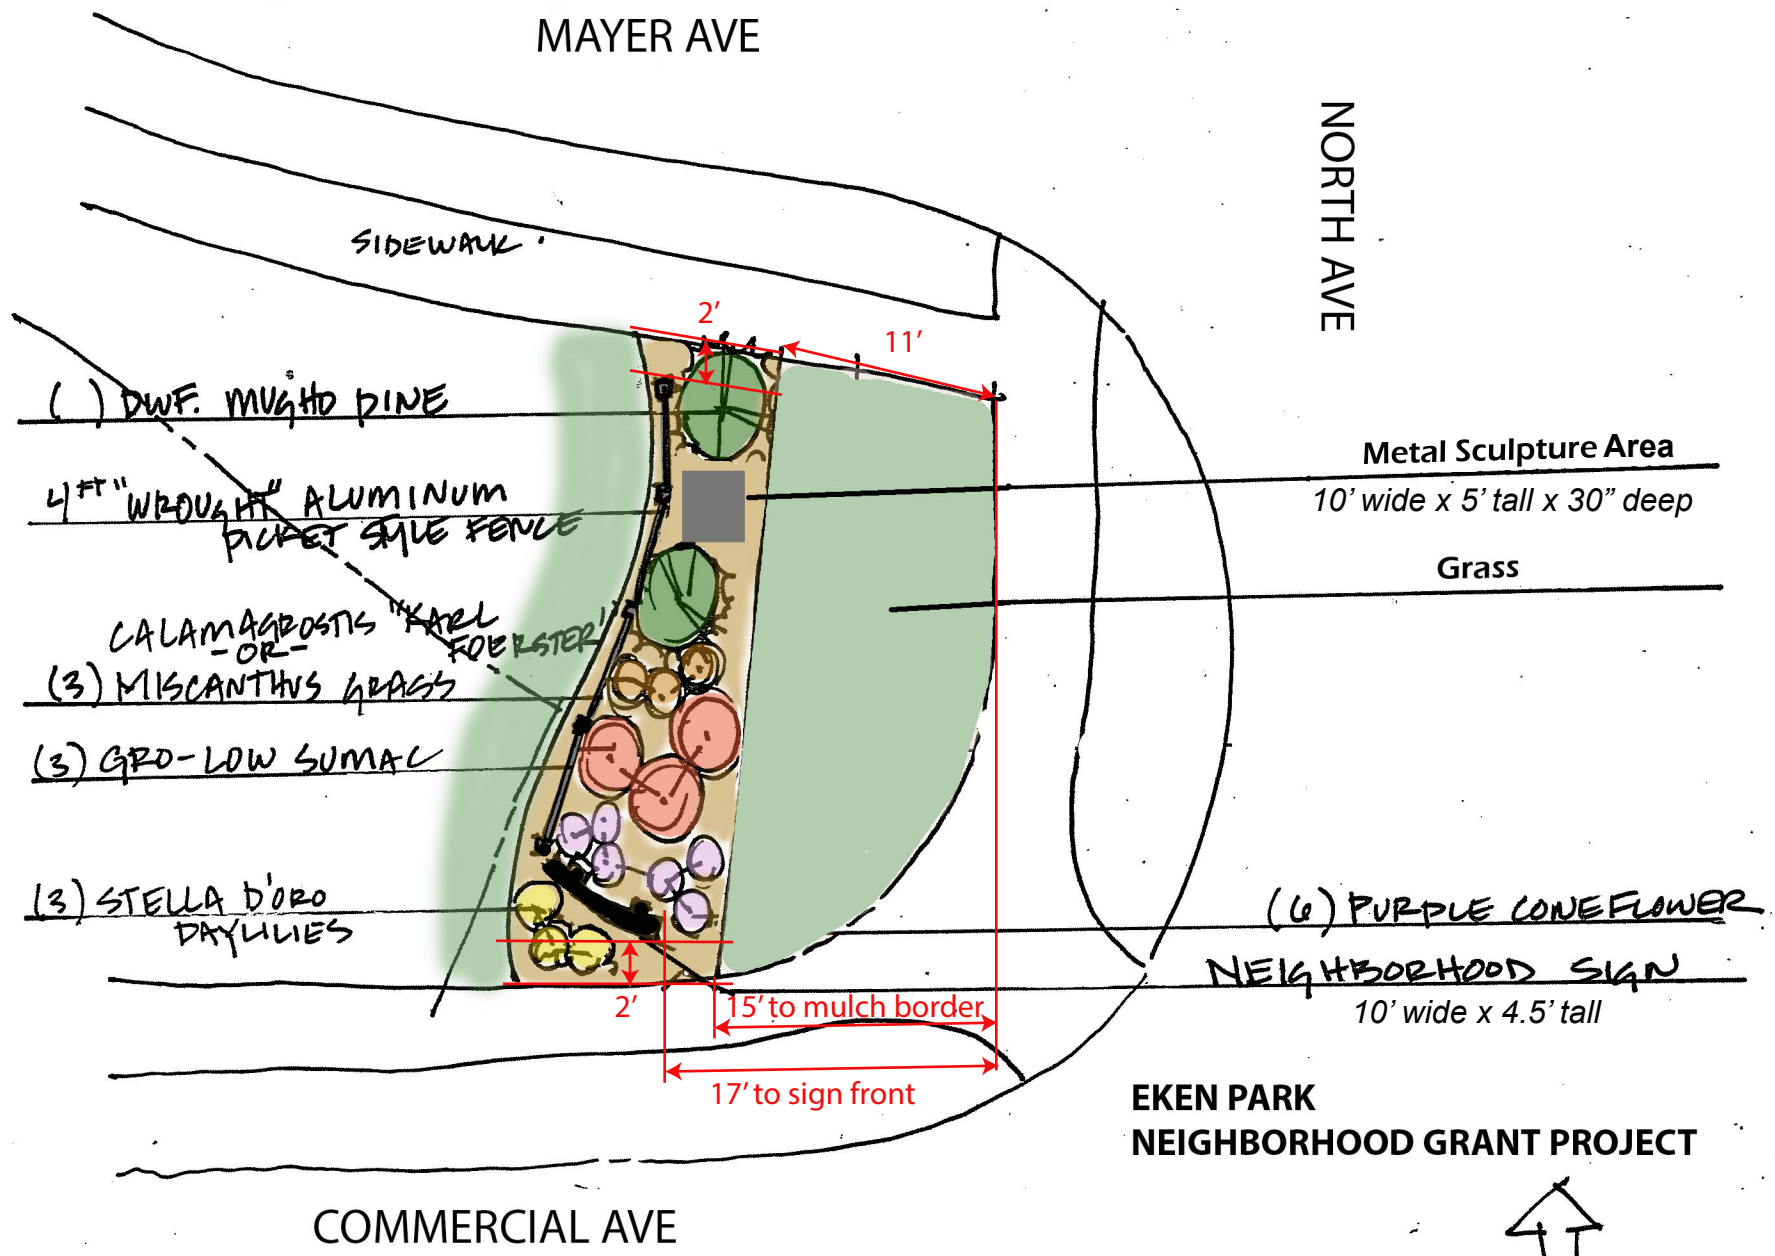 MAYER AVE
NORTH AVE
SIDEWALK
2'
11'
( ) DWF. MUGHO PINE
Metal Sculpture Area
10' wide x 5' tall x 30" deep
4FT "WROUGHT" ALUMINUM
PICKET STYLE FENCE
Grass
CALAMAGROSTIS "KARL
FOERSTER"
-OR-
(3) MISCANTHUS GRASS
(3) GRO-LOW SUMAC
(3) STELLA D'ORO
DAYLILIES
(6) PURPLE CONEFLOWER
NEIGHBORHOOD SIGN
10' wide x 4.5' tall
2'
15' to mulch border
17' to sign front
EKEN PARK
NEIGHBORHOOD GRANT PROJECT
COMMERCIAL AVE